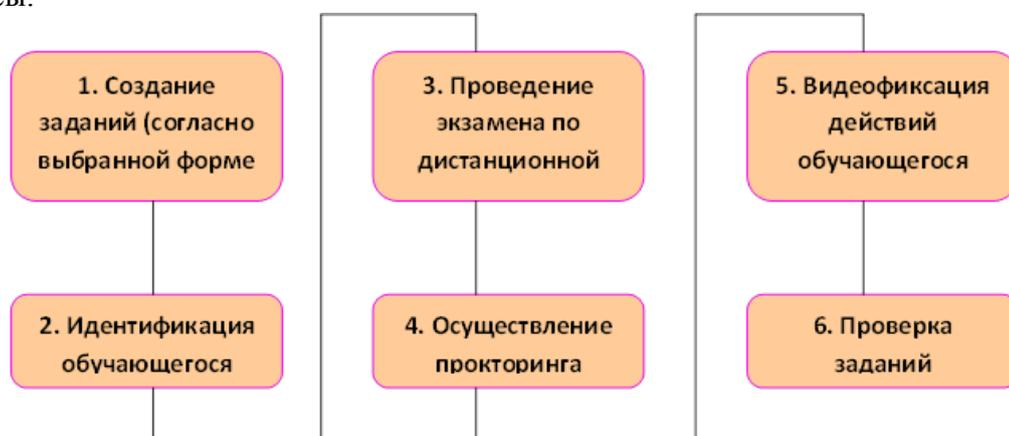 1. Создание
заданий (согласно
выбранной форме
2. Идентификация
обучающегося
3. Проведение
экзамена по
дистанционной
4. Осуществление
прокторинга
5. Видеофиксация
действий
обучающегося
6. Проверка
заданий